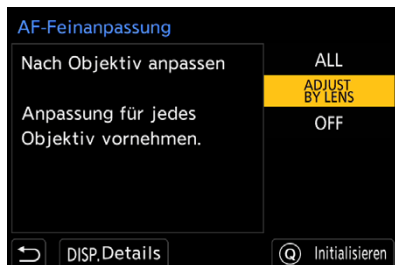 AF-Feinanpassung
Nach Objektiv anpassen
Anpassung für jedes
Objektiv vornehmen.
ALL
ADJUST
BY LENS
OFF
DISP.Details
Q Initialisieren